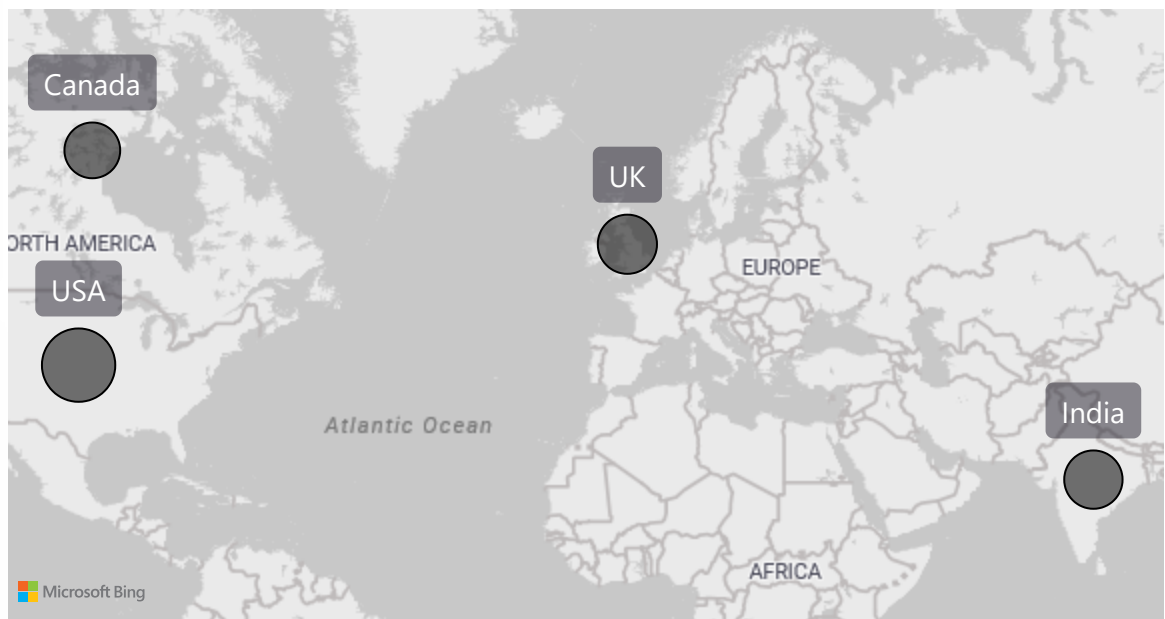 Canada
UK
ORTH AMERICA
EUROPE
USA
India
Atlantic Ocean
AFRICA
Microsoft Bing